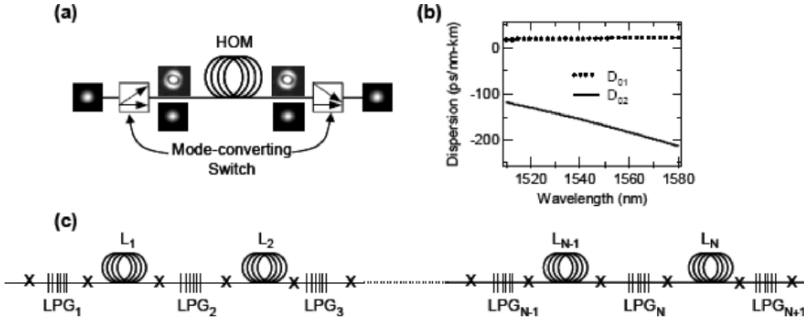 (a)
HOM
Mode-converting
Switch
(b)
Dispersion (ps/nm-km)
0
-100
-200
D01
D02
1520 1540 1560 1580
Wavelength (nm)
(c)
L1 L2 LN-1 LN
X X X X X X X X X X X X
LPG1 LPG2 LPG3 LPGN-1 LPGN LPGN+1